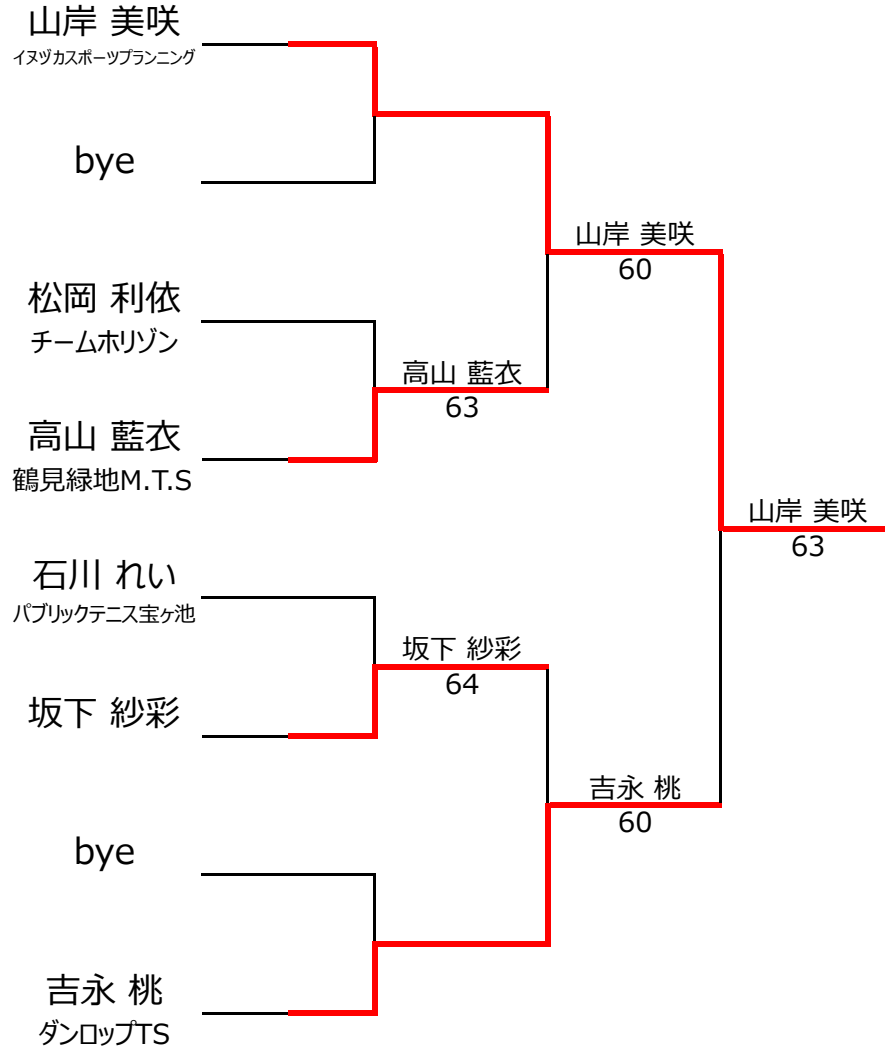 山岸 美咲
イヌヅカスポーツプランニング
bye
松岡 利依
チームホリゾン
高山 藍衣
鶴見緑地M.T.S
石川 れい
パブリックテニス宝ヶ池
坂下 紗彩
bye
吉永 桃
ダンロップTS
高山 藍衣
63
坂下 紗彩
64
山岸 美咲
60
吉永 桃
60
山岸 美咲
63